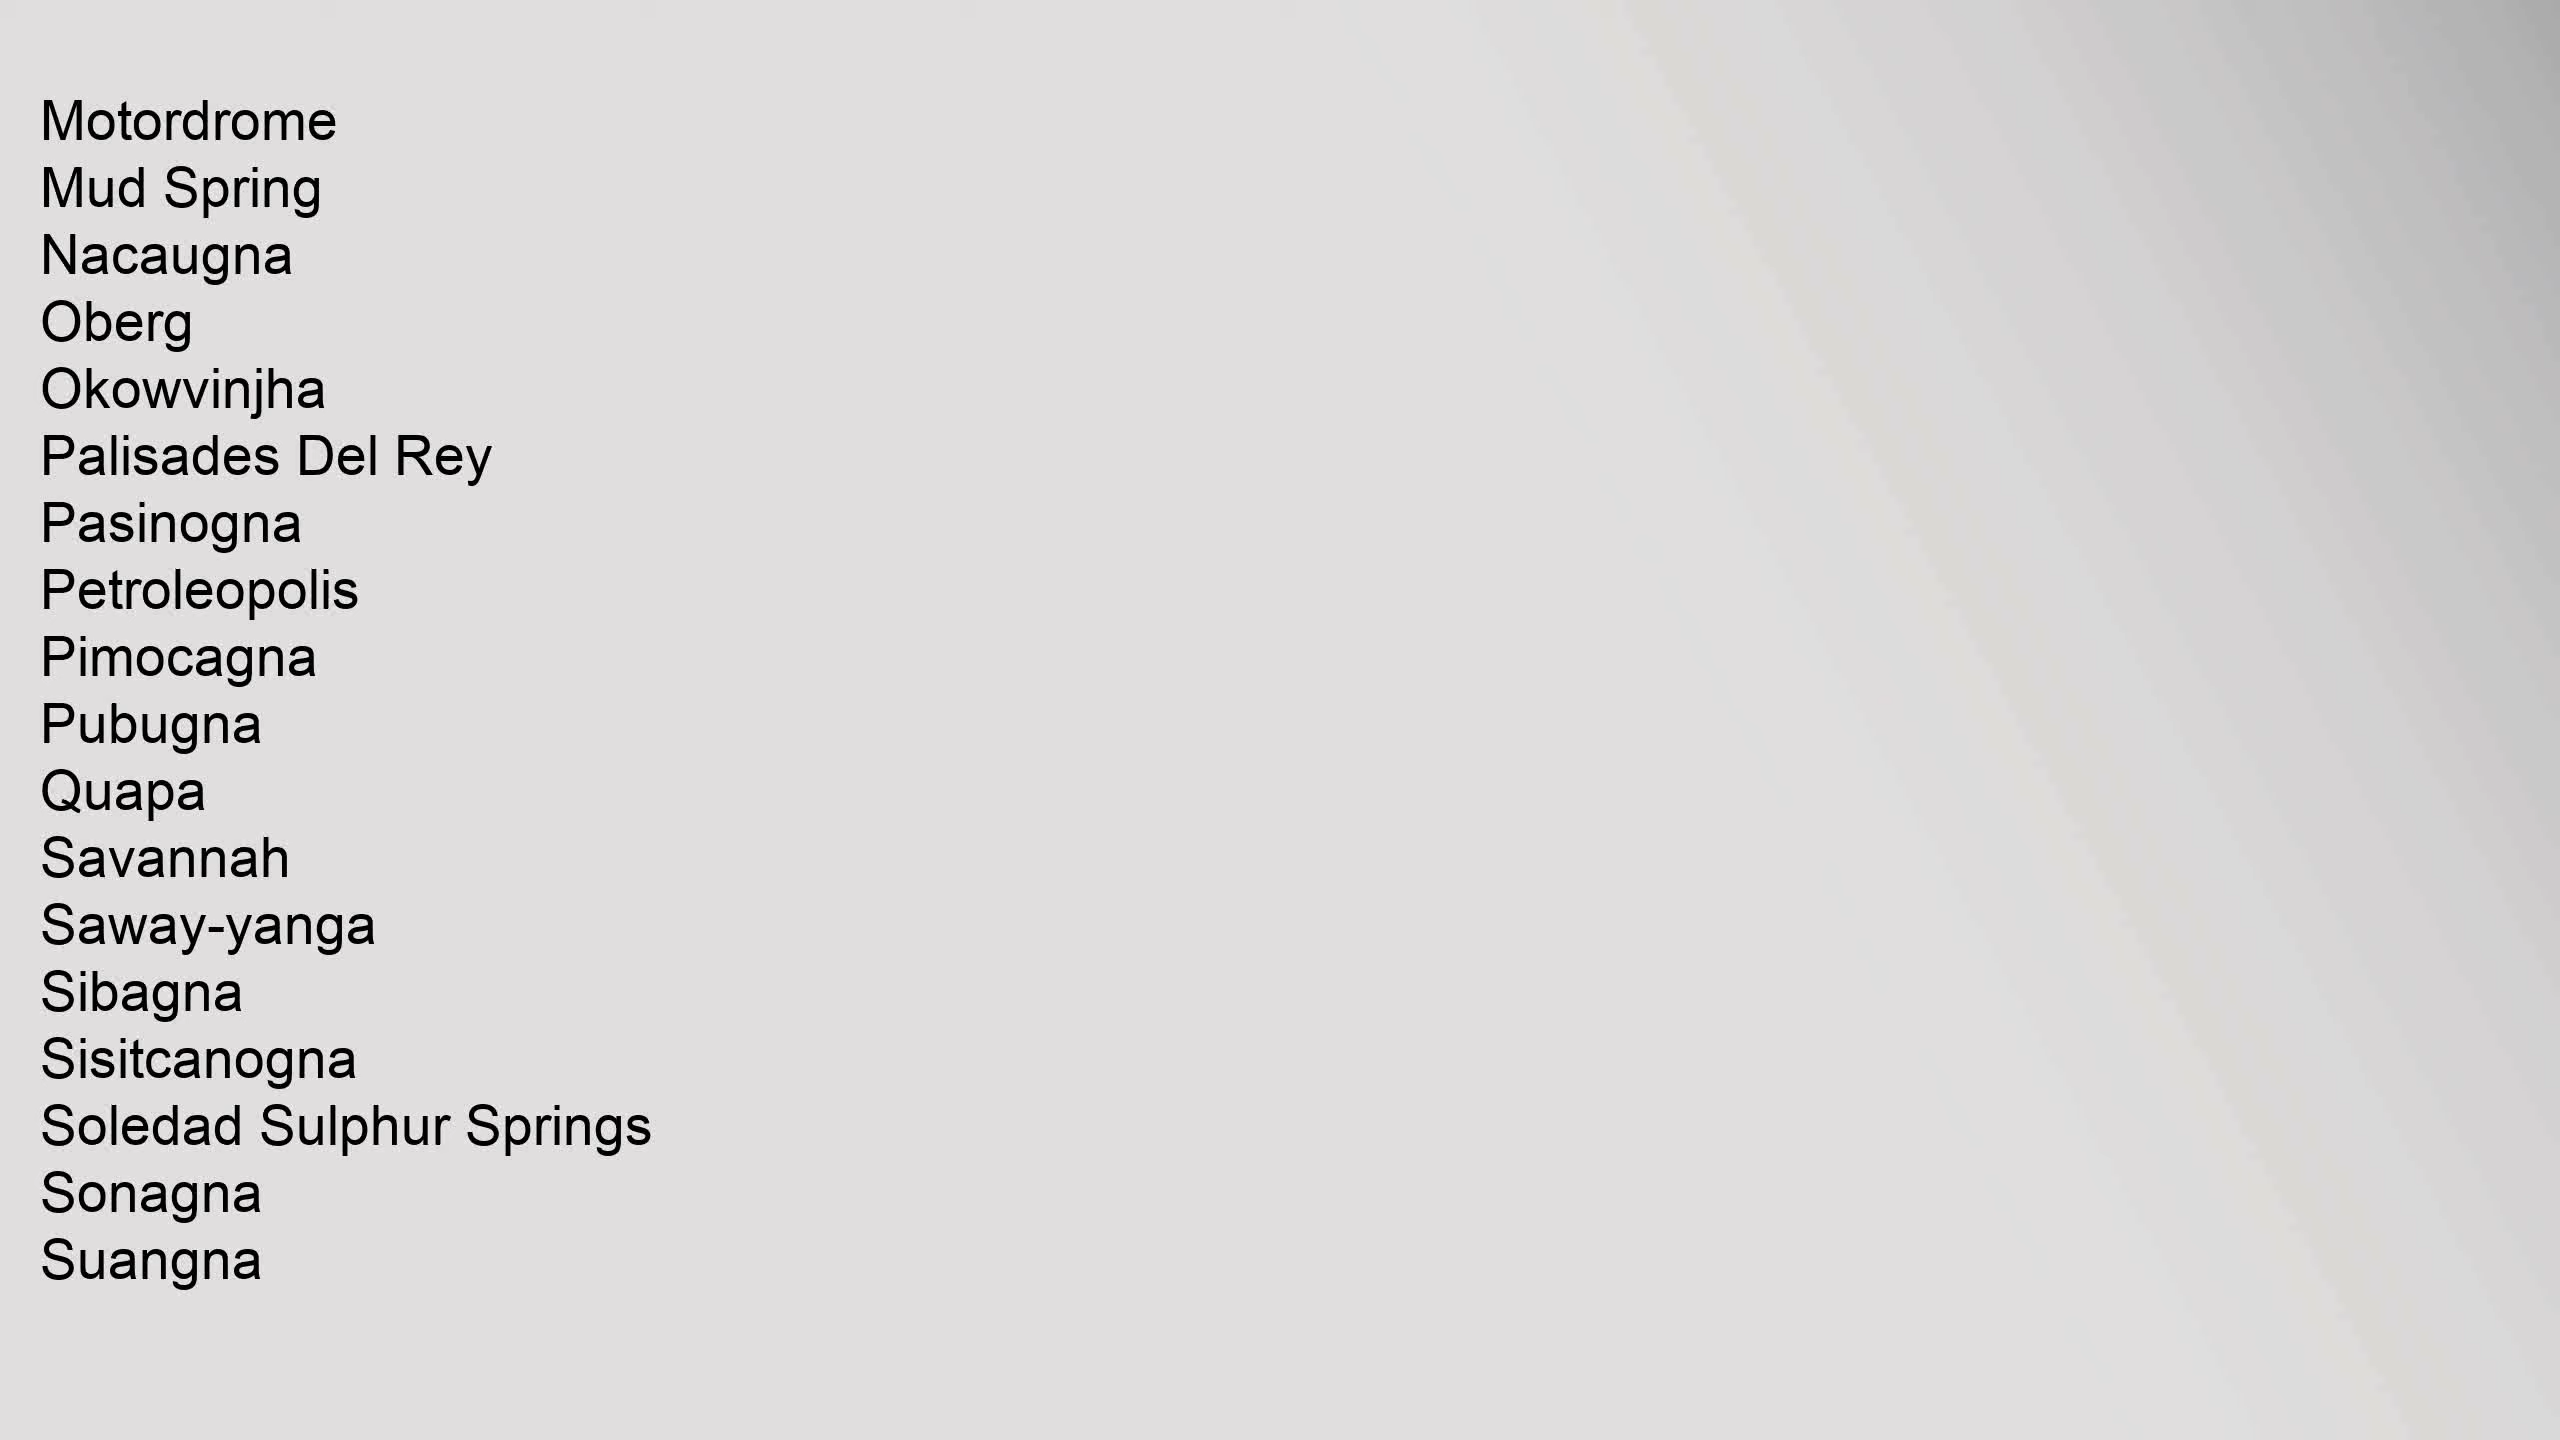 Motordrome
Mud Spring
Nacaugna
Oberg
Okowvinjha
Palisades Del Rey
Pasinogna
Petroleopolis
Pimocagna
Pubugna
Quapa
Savannah
Saway-yanga
Sibagna
Sisitcanogna
Soledad Sulphur Springs
Sonagna
Suangna